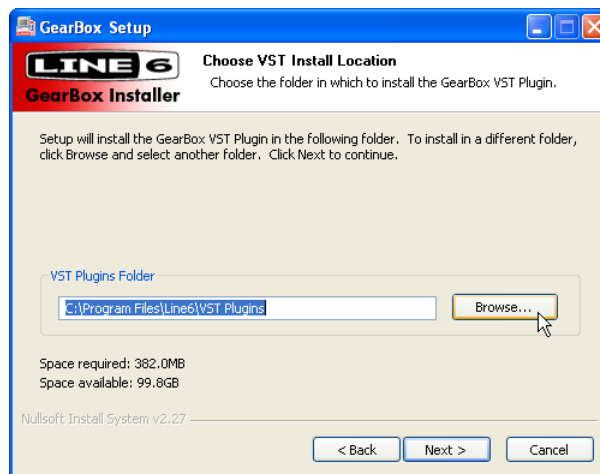 GearBox Setup
LINE 6
GearBox Installer
Choose VST Install Location
Choose the folder in which to install the GearBox VST Plugin.
Setup will install the GearBox VST Plugin in the following folder.  To install in a different folder,
click Browse and select another folder.  Click Next to continue.
VST Plugins Folder
C:\Program Files\Line6\VST Plugins
Browse...
Space required: 382.0MB
Space available: 99.8GB
Nullsoft Install System v2.27
< Back
Next >
Cancel